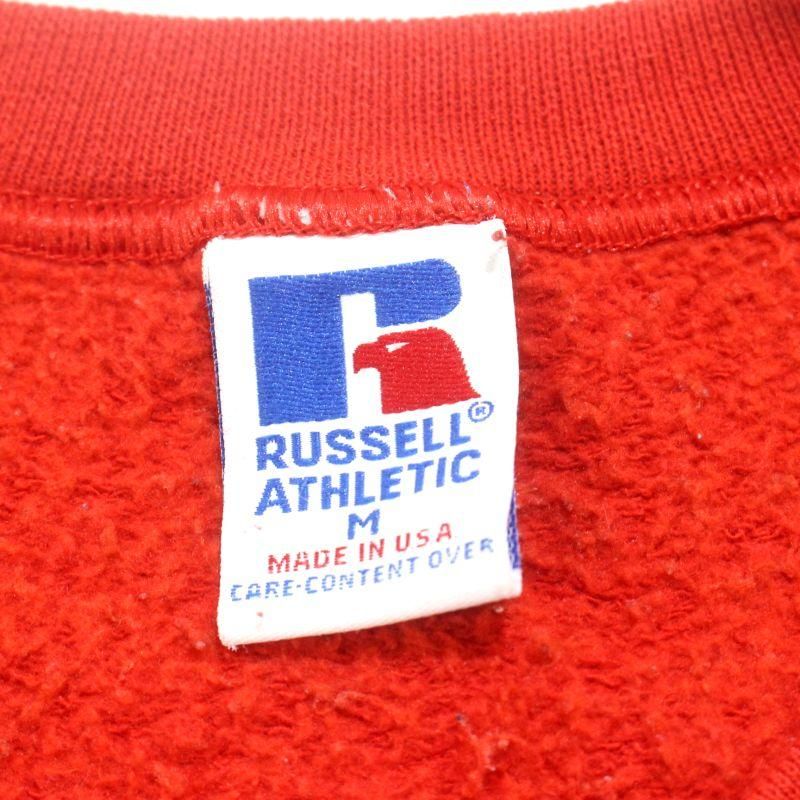 RUSSELL®
ATHLETIC
M
MADE IN USA
CARE-CONTENT OVER